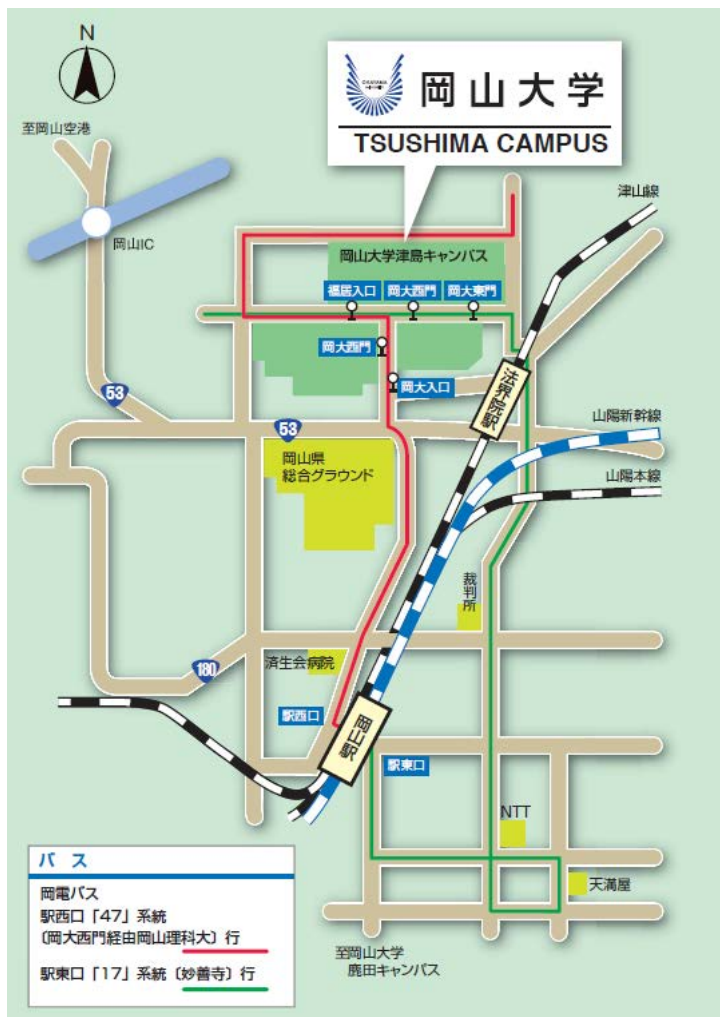 N
岡山大学
TSUSHIMA CAMPUS
至岡山空港
津山線
岡山IC
岡山大学津島キャンパス
福居入口
岡大西門
岡大東門
岡大西門
岡大入口
法界院駅
53
53
山陽新幹線
岡山県
総合グラウンド
山陽本線
裁判所
済生会病院
180
駅西口
岡山駅
駅東口
NTT
天満屋
バス
岡電バス
駅西口「47」系統
〔岡大西門経由岡山理科大〕行
駅東口「17」系統〔妙善寺〕行
至岡山大学
鹿田キャンパス